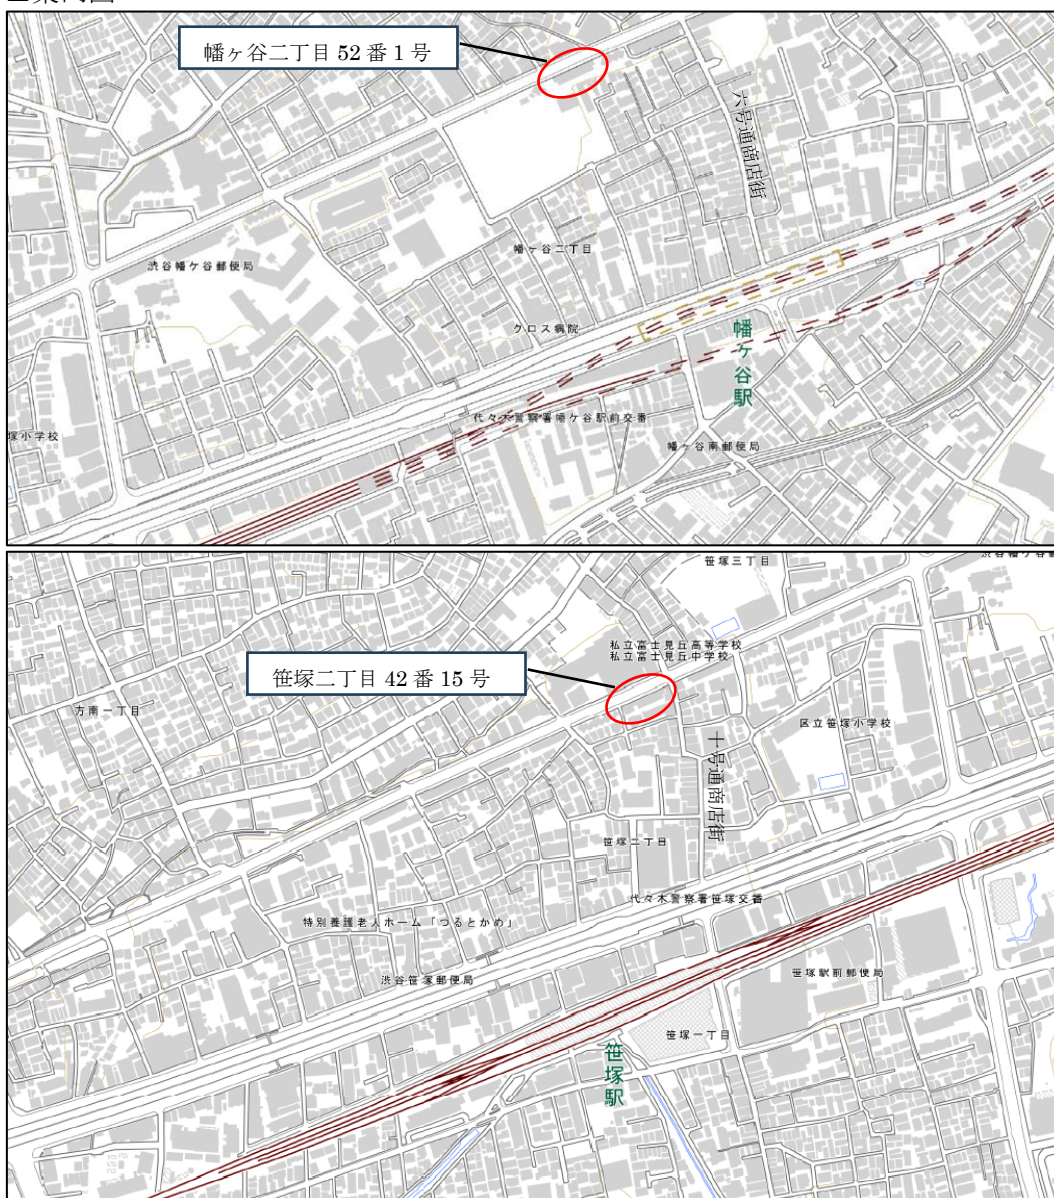 幡ヶ谷二丁目 52 番 1 号
六号通商店街
幡ヶ谷二丁目
渋谷幡ケ谷郵便局
クロス病院
幡ヶ谷駅
代々木警察署幡ケ谷駅前交番
塚小学校
幡ヶ谷南郵便局
笹塚三丁目
私立富士見丘高等学校
私立富士見丘中学校
笹塚二丁目 42 番 15 号
方南一丁目
区立笹塚小学校
十号通商店街
笹塚二丁目
代々木警察署笹塚交番
特別養護老人ホーム「つるとかめ」
渋谷笹塚郵便局
笹塚駅前郵便局
笹塚一丁目
笹塚駅